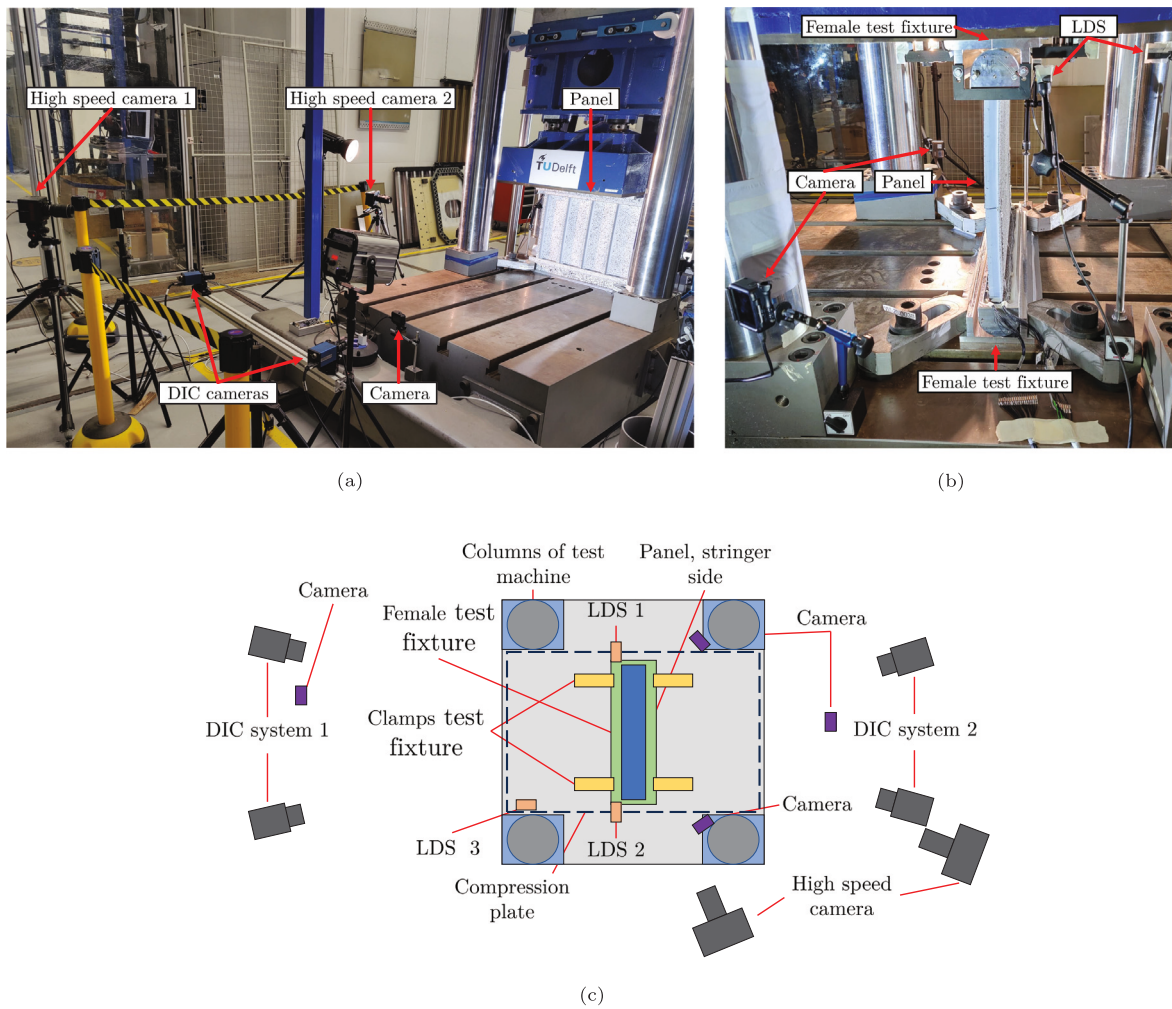 High speed camera 1
High speed camera 2
Panel
TUDelft
DIC cameras
Camera
(a)
Female test fixture
LDS
Camera
Panel
Female test fixture
(b)
Columns of test
machine
Panel, stringer
side
Camera
Female test
fixture
LDS 1
Camera
DIC system 1
Clamps test
fixture
DIC system 2
Camera
LDS 3
LDS 2
Compression
plate
High speed
camera
(c)